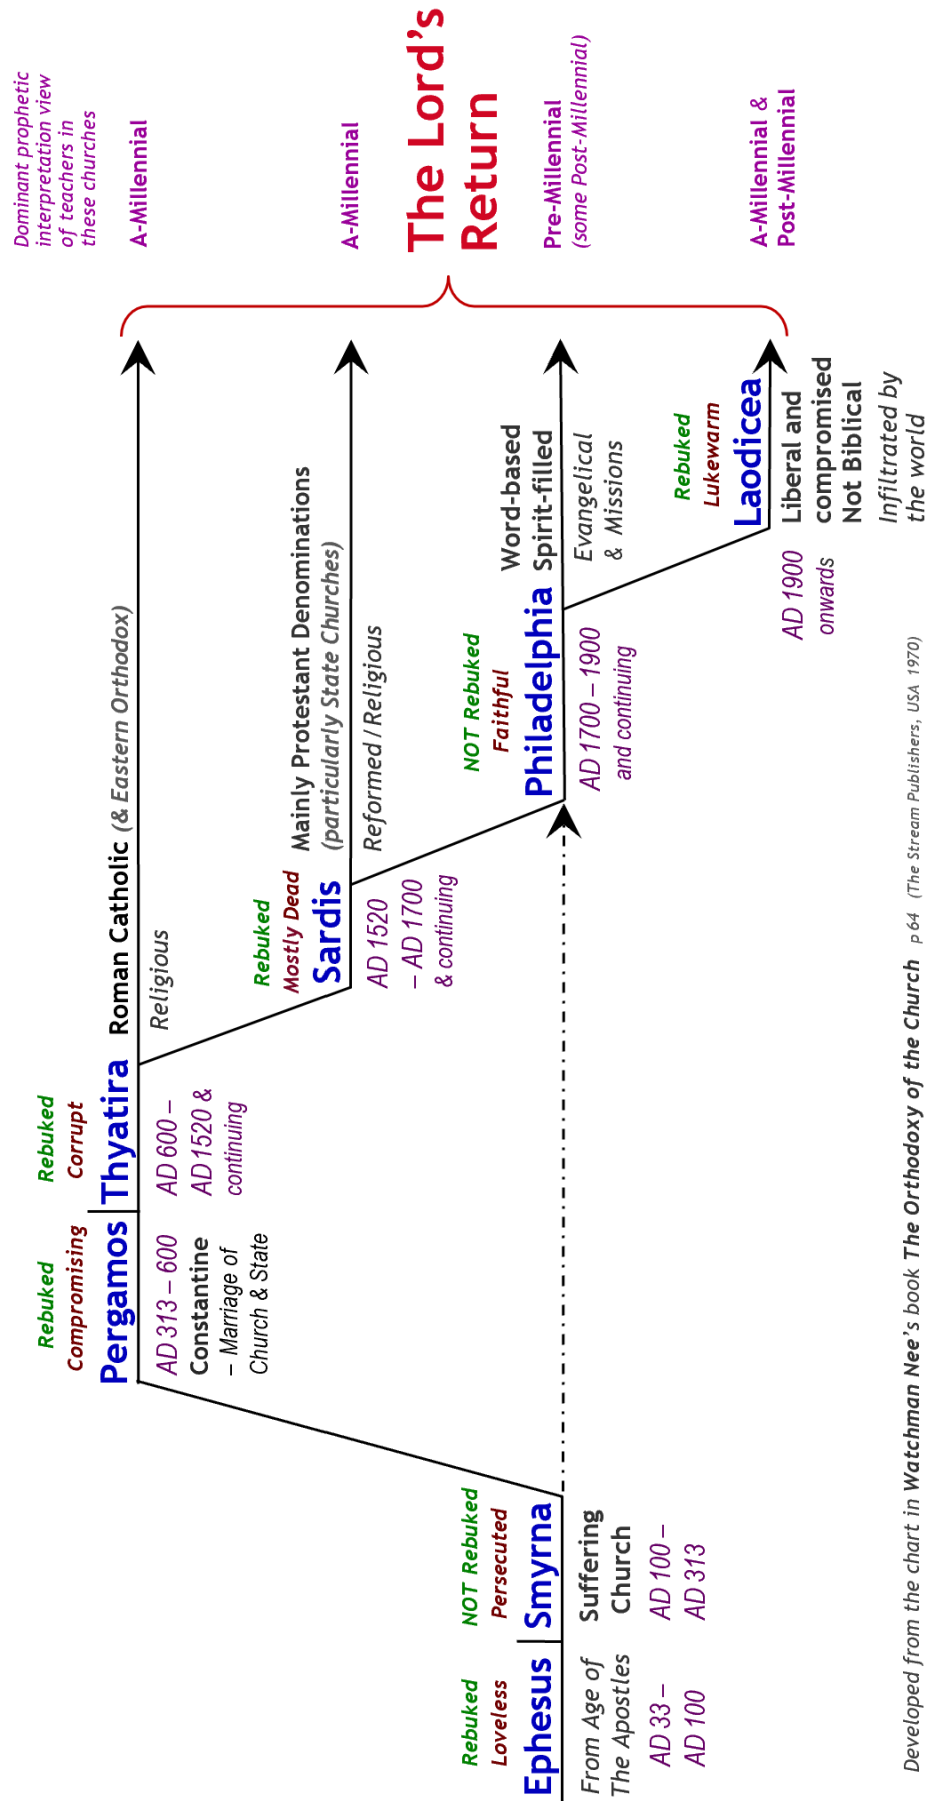 Dominant prophetic
interpretation view
of teachers in
these churches
Rebuked
Compromising
Pergamos
AD 313 – 600
Constantine
– Marriage of
Church & State
Rebuked
Corrupt
Thyatira
AD 600 –
AD 1520 &
continuing
Roman Catholic (& Eastern Orthodox)
Religious
A-Millennial
Rebuked
Mostly Dead
Sardis
AD 1520
– AD 1700
& continuing
Mainly Protestant Denominations
(particularly State Churches)
Reformed / Religious
A-Millennial
The Lord's
Return
Rebuked
Loveless
Ephesus
From Age of
The Apostles
AD 33 –
AD 100
NOT Rebuked
Persecuted
Smyrna
Suffering
Church
AD 100 –
AD 313
NOT Rebuked
Faithful
Philadelphia
AD 1700 – 1900
and continuing
Word-based
Spirit-filled
Evangelical
& Missions
Pre-Millennial
(some Post-Millennial)
Rebuked
Lukewarm
Laodicea
AD 1900
onwards
Liberal and
compromised
Not Biblical
Infiltrated by
the world
A-Millennial &
Post-Millennial
Developed from the chart in Watchman Nee's book The Orthodoxy of the Church p 64 (The Stream Publishers, USA 1970)